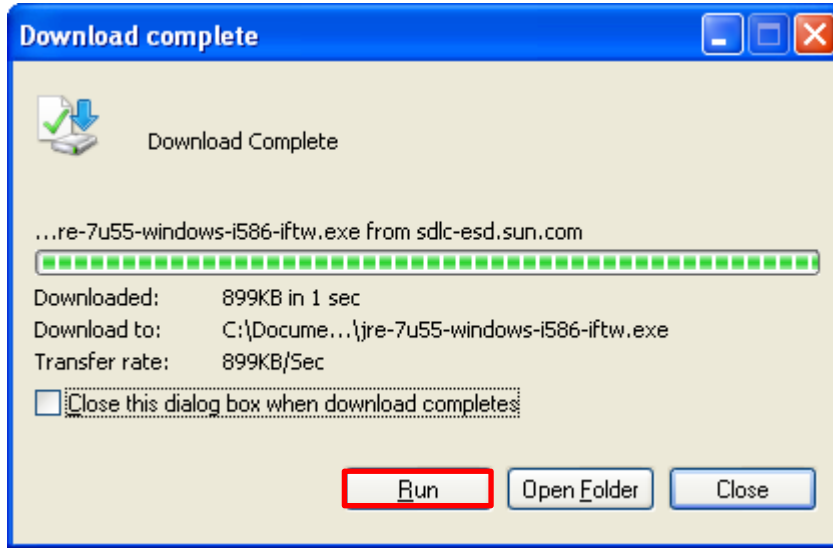 Download complete
Download Complete
...re-7u55-windows-i586-iftw.exe from sdlc-esd.sun.com
Downloaded: 899KB in 1 sec
Download to: C:\Docume...\jre-7u55-windows-i586-iftw.exe
Transfer rate: 899KB/Sec
Close this dialog box when download completes
Run Open Folder Close